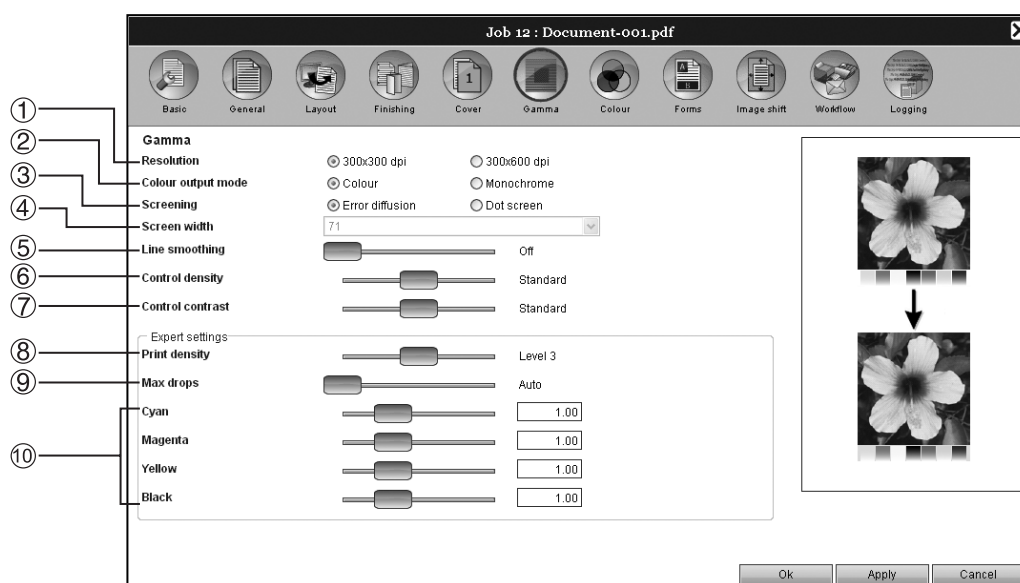 Job 12 : Document-001.pdf
Basic General Layout Finishing Cover Gamma Colour Forms Image shift Workflow Logging
Gamma
① Resolution 300x300 dpi 300x600 dpi
② Colour output mode Colour Monochrome
③ Screening Error diffusion Dot screen
④ Screen width 71
⑤ Line smoothing Off
⑥ Control density Standard
⑦ Control contrast Standard
Expert settings
⑧ Print density Level 3
⑨ Max drops Auto
⑩ Cyan 1.00
Magenta 1.00
Yellow 1.00
Black 1.00
Ok Apply Cancel